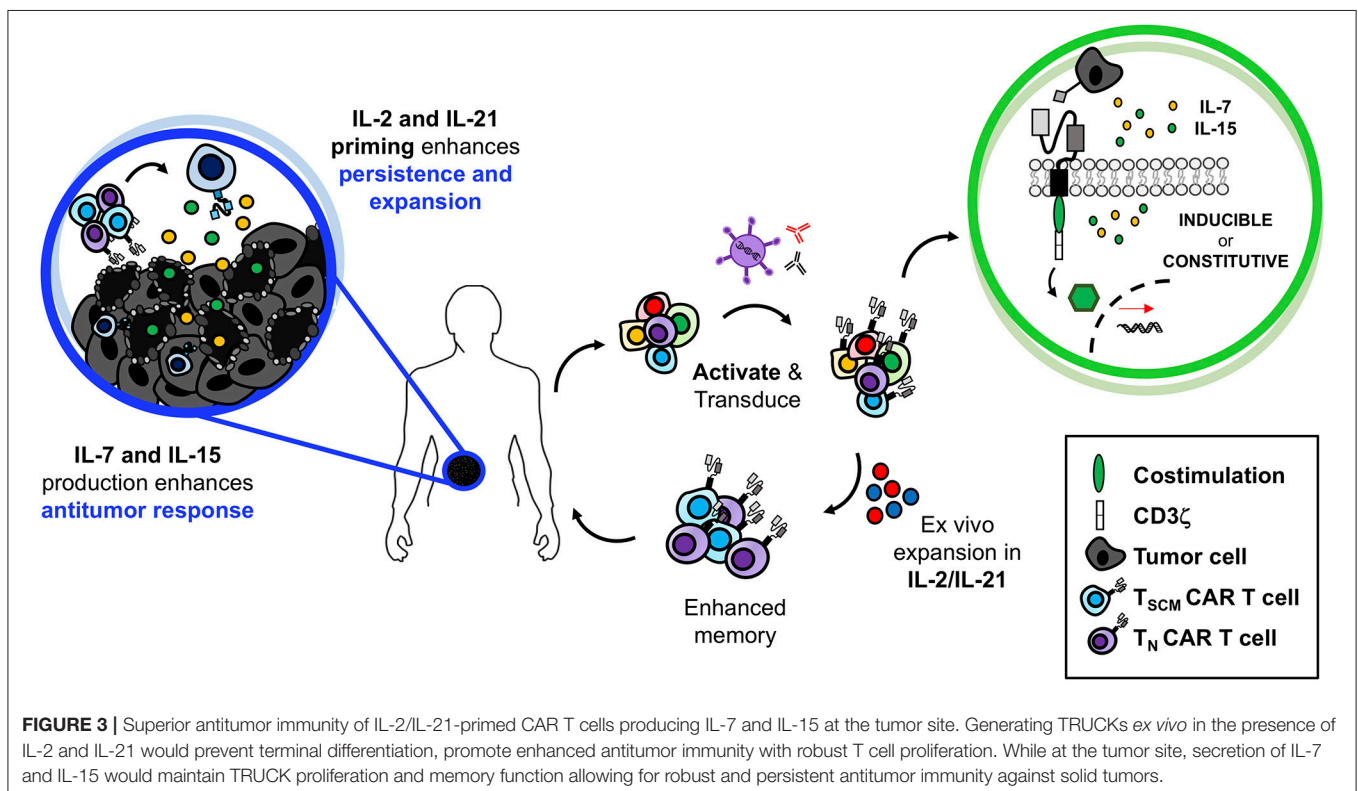 IL-2 and IL-21
priming enhances
persistence and
expansion
IL-7 and IL-15
production enhances
antitumor response
Activate &
Transduce
Ex vivo
expansion in
IL-2/IL-21
Enhanced
memory
IL-7
IL-15
INDUCIBLE
or
CONSTITUTIVE
Costimulation
CD3ζ
Tumor cell
TSCM CAR T cell
TN CAR T cell
FIGURE 3 | Superior antitumor immunity of IL-2/IL-21-primed CAR T cells producing IL-7 and IL-15 at the tumor site. Generating TRUCKs ex vivo in the presence of
IL-2 and IL-21 would prevent terminal differentiation, promote enhanced antitumor immunity with robust T cell proliferation. While at the tumor site, secretion of IL-7
and IL-15 would maintain TRUCK proliferation and memory function allowing for robust and persistent antitumor immunity against solid tumors.